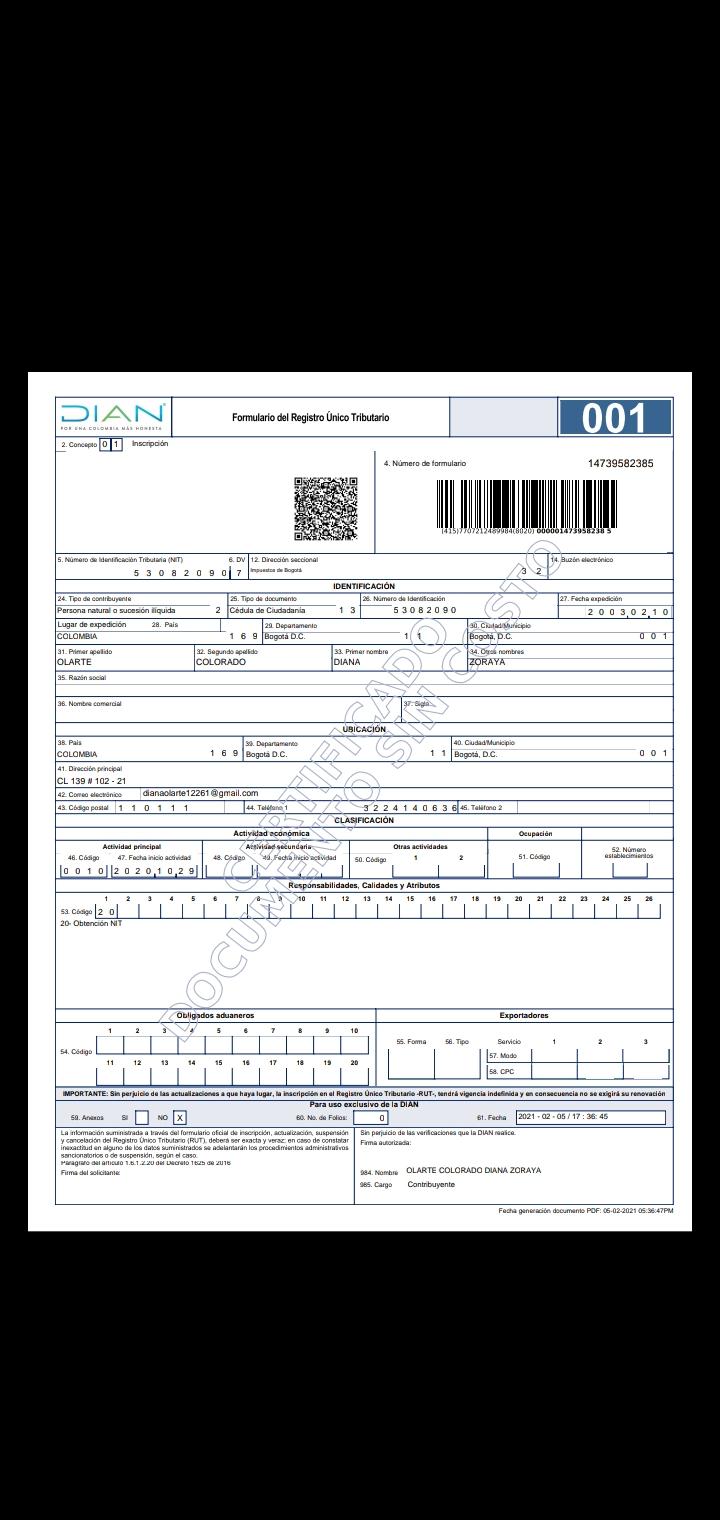 DIAN
POR UNA COLOMBIA MÁS HONESTA
Formulario del Registro Único Tributario
001
2. Concepto 0 1 Inscripción
4. Número de formulario 14739582385
(415)7707212489984(8020) 000001473958238 5
5. Número de Identificación Tributaria (NIT) 6. DV 12. Dirección seccional 14. Buzón electrónico
5 3 0 8 2 0 9 0 7 Impuestos de Bogotá 3 2
IDENTIFICACIÓN
24. Tipo de contribuyente 25. Tipo de documento 26. Número de Identificación 27. Fecha expedición
Persona natural o sucesión ilíquida 2 Cédula de Ciudadanía 1 3 5 3 0 8 2 0 9 0 2 0 0 3 0 2 1 0
Lugar de expedición 28. País 29. Departamento 30. Ciudad/Municipio
COLOMBIA 1 6 9 Bogotá D.C. 1 1 Bogotá, D.C. 0 0 1
31. Primer apellido 32. Segundo apellido 33. Primer nombre 34. Otros nombres
OLARTE COLORADO DIANA ZORAYA
35. Razón social
36. Nombre comercial 37. Sigla
UBICACIÓN
38. País 39. Departamento 40. Ciudad/Municipio
COLOMBIA 1 6 9 Bogotá D.C. 1 1 Bogotá, D.C. 0 0 1
41. Dirección principal
CL 139 # 102 - 21
42. Correo electrónico dianaolarte12261@gmail.com
43. Código postal 1 1 0 1 1 1 44. Teléfono 1 3 2 2 4 1 4 0 6 3 6 45. Teléfono 2
CLASIFICACIÓN
Actividad económica Ocupación
Actividad principal Actividad secundaria Otras actividades 52. Número establecimientos
46. Código 47. Fecha inicio actividad 48. Código 49. Fecha inicio actividad 50. Código 1 2 51. Código
0 0 1 0 2 0 2 0 1 0 2 9
Responsabilidades, Calidades y Atributos
1 2 3 4 5 6 7 8 9 10 11 12 13 14 15 16 17 18 19 20 21 22 23 24 25 26
53. Código 2 0
20- Obtención NIT
CERTIFICADO
DOCUMENTO SIN COSTO
Obligados aduaneros Exportadores
1 2 3 4 5 6 7 8 9 10
54. Código
11 12 13 14 15 16 17 18 19 20
55. Forma 56. Tipo Servicio 1 2 3
57. Modo
58. CPC
IMPORTANTE: Sin perjuicio de las actualizaciones a que haya lugar, la inscripción en el Registro Único Tributario -RUT-, tendrá vigencia indefinida y en consecuencia no se exigirá su renovación
Para uso exclusivo de la DIAN
59. Anexos SI NO X 60. No. de Folios: 0 61. Fecha 2021 - 02 - 05 / 17 : 36: 45
La información suministrada a través del formulario oficial de inscripción, actualización, suspensión
y cancelación del Registro Único Tributario (RUT), deberá ser exacta y veraz; en caso de constatar
inexactitud en alguno de los datos suministrados se adelantarán los procedimientos administrativos
sancionatorios o de suspensión, según el caso.
Parágrafo del artículo 1.6.1.2.20 del Decreto 1625 de 2016
Firma del solicitante:
Sin perjuicio de las verificaciones que la DIAN realice.
Firma autorizada:
984. Nombre OLARTE COLORADO DIANA ZORAYA
985. Cargo Contribuyente
Fecha generación documento PDF: 05-02-2021 05:36:47PM